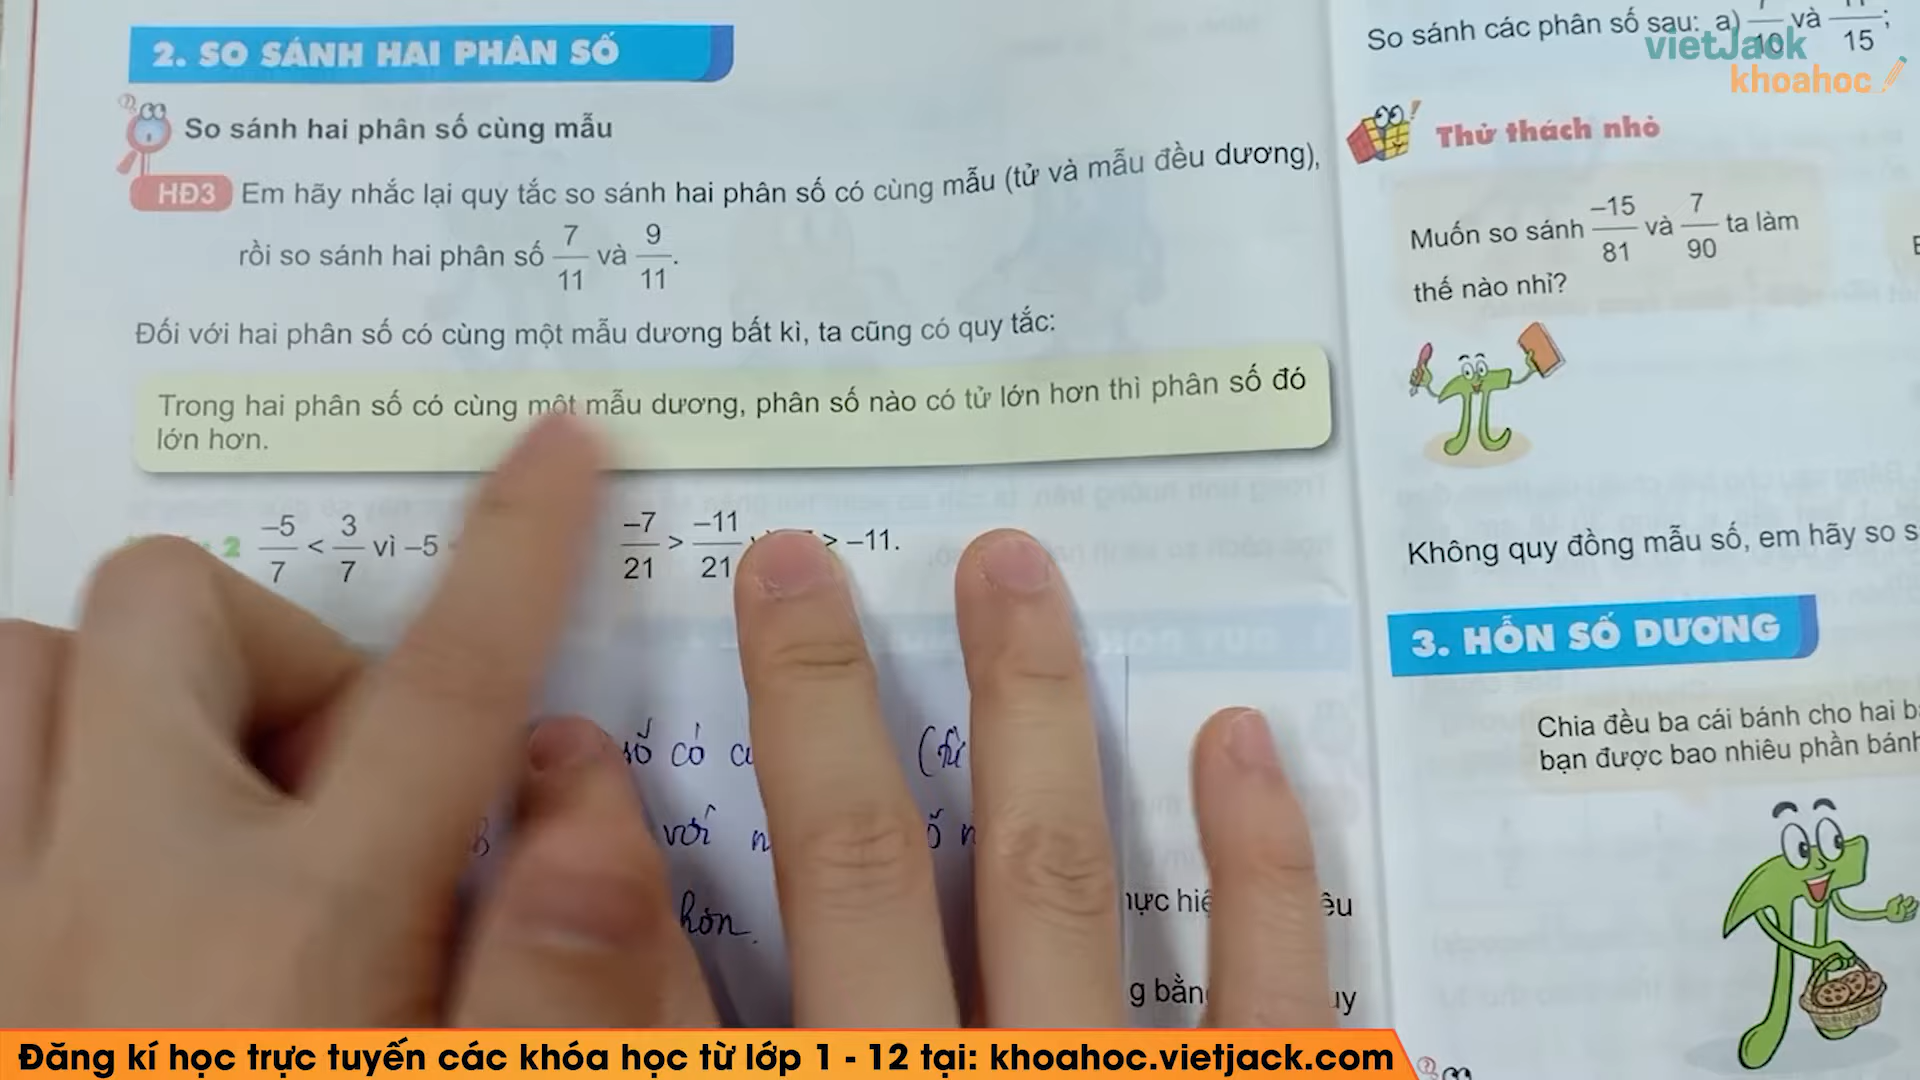 2. SO SÁNH HAI PHÂN SỐ
So sánh hai phân số cùng mẫu
HĐ3 Em hãy nhắc lại quy tắc so sánh hai phân số có cùng mẫu (tử và mẫu đều dương),
rồi so sánh hai phân số 7/11 và 9/11.
Đối với hai phân số có cùng một mẫu dương bất kì, ta cũng có quy tắc:
Trong hai phân số có cùng một mẫu dương, phân số nào có tử lớn hơn thì phân số đó
lớn hơn.
2 –5/7 < 3/7 vì –5
–7/21 > –11/21 > –11.
số có
(tử
với
hơn.
g bằn
So sánh các phân số sau: a) /10 và /15;
vietJack
khoahoc
Thử thách nhỏ
Muốn so sánh –15/81 và 7/90 ta làm
thế nào nhỉ?
Không quy đồng mẫu số, em hãy so s
3. HỖN SỐ DƯƠNG
Chia đều ba cái bánh cho hai b
bạn được bao nhiêu phần bánh
Đăng kí học trực tuyến các khóa học từ lớp 1 - 12 tại: khoahoc.vietjack.com